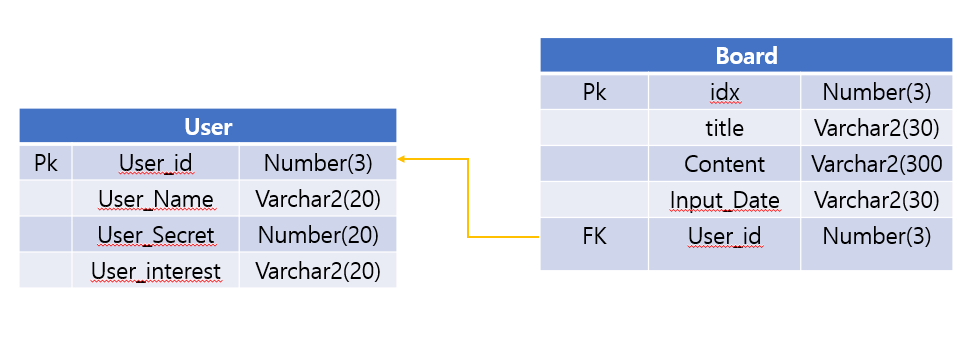 User
Pk User_id Number(3)
User_Name Varchar2(20)
User_Secret Number(20)
User_interest Varchar2(20)
Board
Pk idx Number(3)
title Varchar2(30)
Content Varchar2(300
Input_Date Varchar2(30)
FK User_id Number(3)